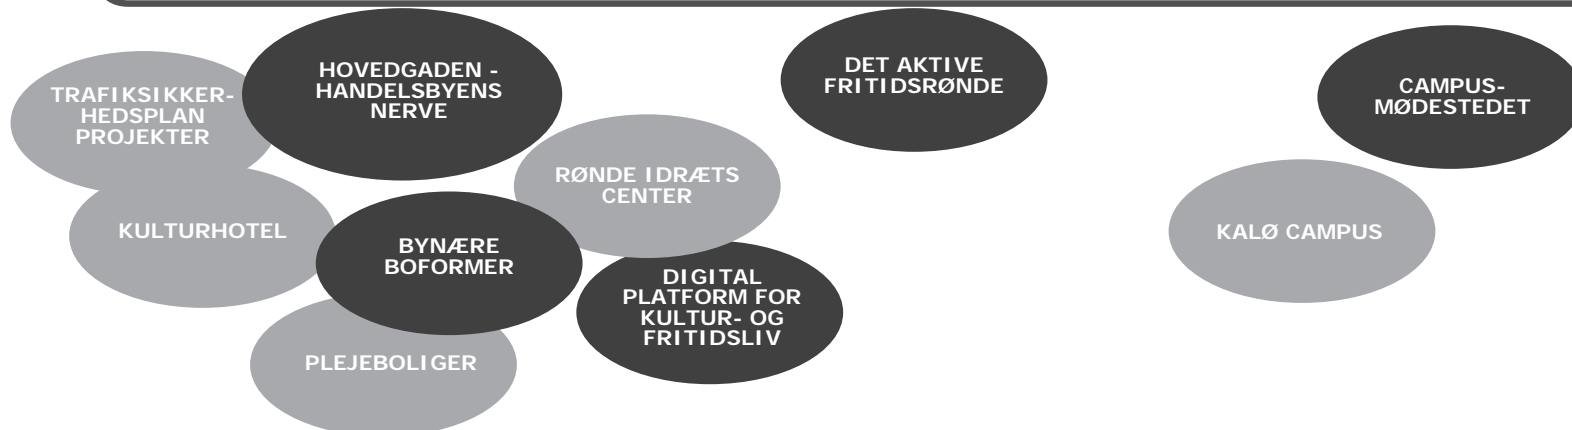 TRAFIKSIKKER-
HEDSPLAN
PROJEKTER
HOVEDGADEN -
HANDELSBYENS
NERVE
DET AKTIVE
FRITIDSRØNDE
CAMPUS-
MØDESTEDET
RØNDE IDRÆTS
CENTER
KULTURHOTEL
BYNÆRE
BOFORMER
KALØ CAMPUS
DIGITAL
PLATFORM FOR
KULTUR- OG
FRITIDSLIV
PLEJEBOLIGER